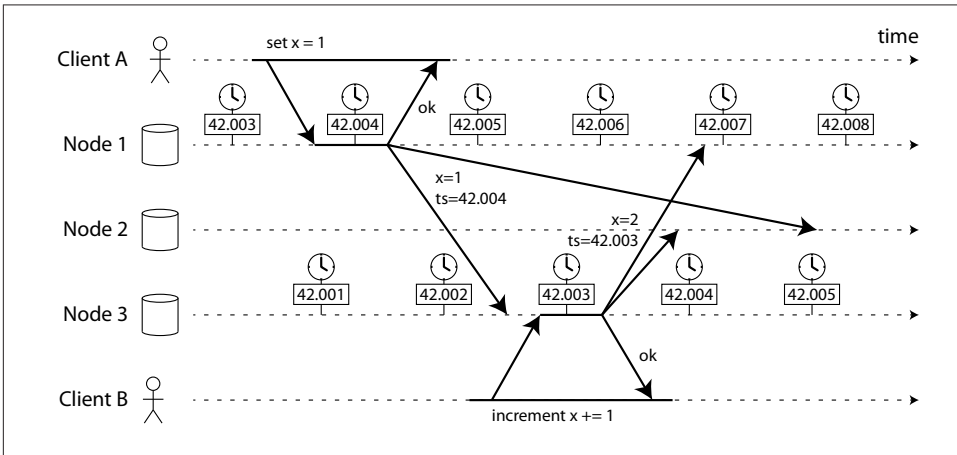 time
set x = 1
Client A
ok
42.003
42.004
42.005
42.006
42.007
42.008
Node 1
x=1
ts=42.004
x=2
ts=42.003
Node 2
42.001
42.002
42.003
42.004
42.005
Node 3
ok
Client B
increment x += 1